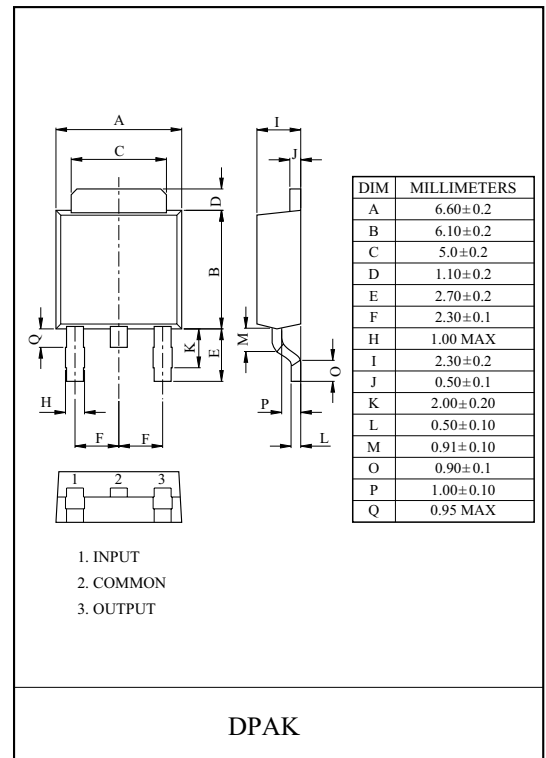 A
C
D
B
Q
K
E
H
F F
1 2 3
I
J
M
O
P
L
1. INPUT
2. COMMON
3. OUTPUT
DIM MILLIMETERS
A 6.60±0.2
B 6.10±0.2
C 5.0±0.2
D 1.10±0.2
E 2.70±0.2
F 2.30±0.1
H 1.00 MAX
I 2.30±0.2
J 0.50±0.1
K 2.00±0.20
L 0.50±0.10
M 0.91±0.10
O 0.90±0.1
P 1.00±0.10
Q 0.95 MAX
DPAK